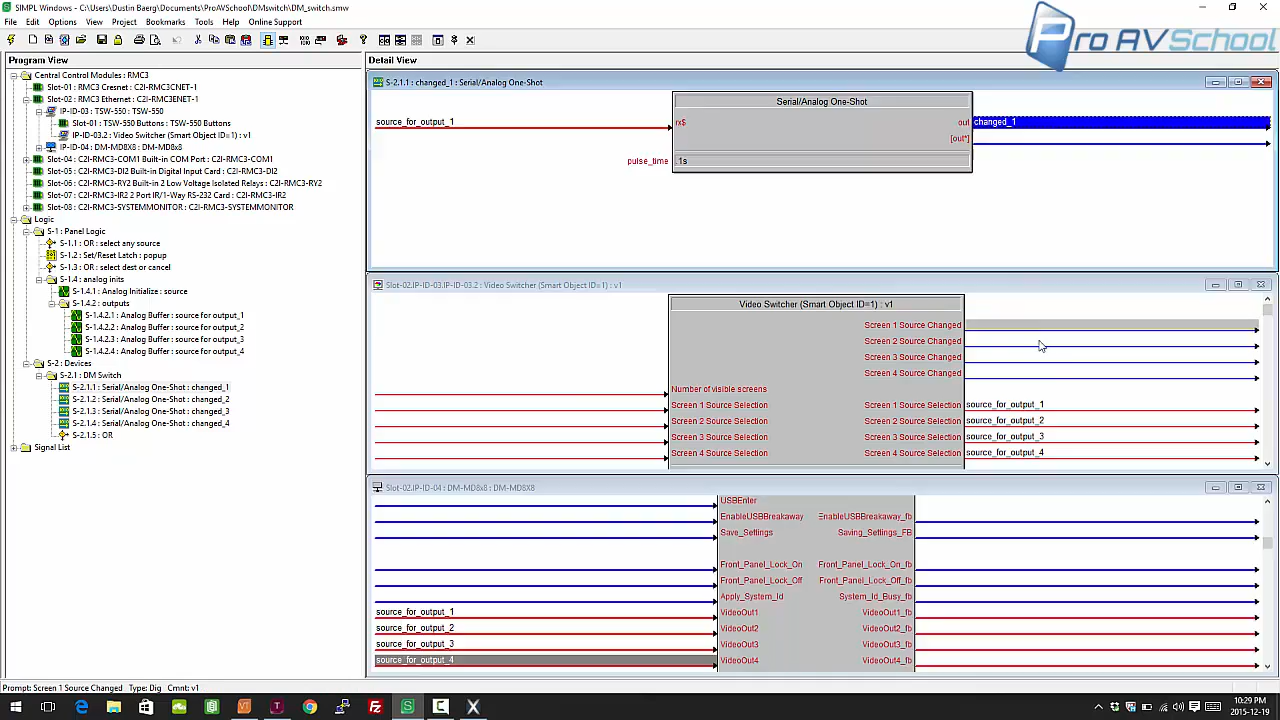 SIMPL Windows - C:\Users\Dustin Baerg\Documents\ProAVSchool\DMswitch\DM_switch.smw
File Edit Options View Project Bookmarks Tools Help Online Support
Pro AVSchool
Program View
Central Control Modules : RMC3
Slot-01 : RMC3 Cresnet : C2I-RMC3CNET-1
Slot-02 : RMC3 Ethernet : C2I-RMC3ENET-1
IP-ID-03 : TSW-550 : TSW-550
Slot-01 : TSW-550 Buttons : TSW-550 Buttons
IP-ID-03.2 : Video Switcher (Smart Object ID=1) : v1
IP-ID-04 : DM-MD8X8 : DM-MD8x8
Slot-04 : C2I-RMC3-COM1 Built-in COM Port : C2I-RMC3-COM1
Slot-05 : C2I-RMC3-DI2 Built-in Digital Input Card : C2I-RMC3-DI2
Slot-06 : C2I-RMC3-RY2 Built-in 2 Low Voltage Isolated Relays : C2I-RMC3-RY2
Slot-07 : C2I-RMC3-IR2 2 Port IR/1-Way RS-232 Card : C2I-RMC3-IR2
Slot-08 : C2I-RMC3-SYSTEMMONITOR : C2I-RMC3-SYSTEMMONITOR
Logic
S-1 : Panel Logic
S-1.1 : OR : select any source
S-1.2 : Set/Reset Latch : popup
S-1.3 : OR : select dest or cancel
S-1.4 : analog inits
S-1.4.1 : Analog Initialize : source
S-1.4.2 : outputs
S-1.4.2.1 : Analog Buffer : source for output_1
S-1.4.2.2 : Analog Buffer : source for output_2
S-1.4.2.3 : Analog Buffer : source for output_3
S-1.4.2.4 : Analog Buffer : source for output_4
S-2 : Devices
S-2.1 : DM Switch
S-2.1.1 : Serial/Analog One-Shot : changed_1
S-2.1.2 : Serial/Analog One-Shot : changed_2
S-2.1.3 : Serial/Analog One-Shot : changed_3
S-2.1.4 : Serial/Analog One-Shot : changed_4
S-2.1.5 : OR
Signal List
Detail View
S-2.1.1 : changed_1 : Serial/Analog One-Shot
Serial/Analog One-Shot
source_for_output_1 rx$ out changed_1
[out*]
pulse_time .1s
Slot-02.IP-ID-03.IP-ID-03.2 : Video Switcher (Smart Object ID=1) : v1
Video Switcher (Smart Object ID=1) : v1
Screen 1 Source Changed
Screen 2 Source Changed
Screen 3 Source Changed
Screen 4 Source Changed
Number of visible screens
Screen 1 Source Selection Screen 1 Source Selection source_for_output_1
Screen 2 Source Selection Screen 2 Source Selection source_for_output_2
Screen 3 Source Selection Screen 3 Source Selection source_for_output_3
Screen 4 Source Selection Screen 4 Source Selection source_for_output_4
Slot-02.IP-ID-04 : DM-MD8x8 : DM-MD8X8
USBEnter
EnableUSBBreakaway EnableUSBBreakaway_fb
Save_Settings Saving_Settings_FB
Front_Panel_Lock_On Front_Panel_Lock_On_fb
Front_Panel_Lock_Off Front_Panel_Lock_Off_fb
Apply_System_Id System_Id_Busy_fb
source_for_output_1 VideoOut1 VideoOut1_fb
source_for_output_2 VideoOut2 VideoOut2_fb
source_for_output_3 VideoOut3 VideoOut3_fb
source_for_output_4 VideoOut4 VideoOut4_fb
Prompt: Screen 1 Source Changed Type: Dig Cmnt: v1
10:29 PM
2015-12-19